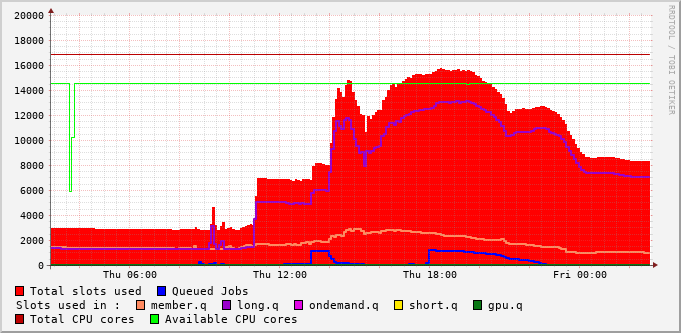 20000
18000
16000
14000
12000
10000
8000
6000
4000
2000
0
Thu 06:00 Thu 12:00 Thu 18:00 Fri 00:00
RRDTOOL / TOBI OETIKER
Total slots used Queued Jobs
Slots used in : member.q long.q ondemand.q short.q gpu.q
Total CPU cores Available CPU cores